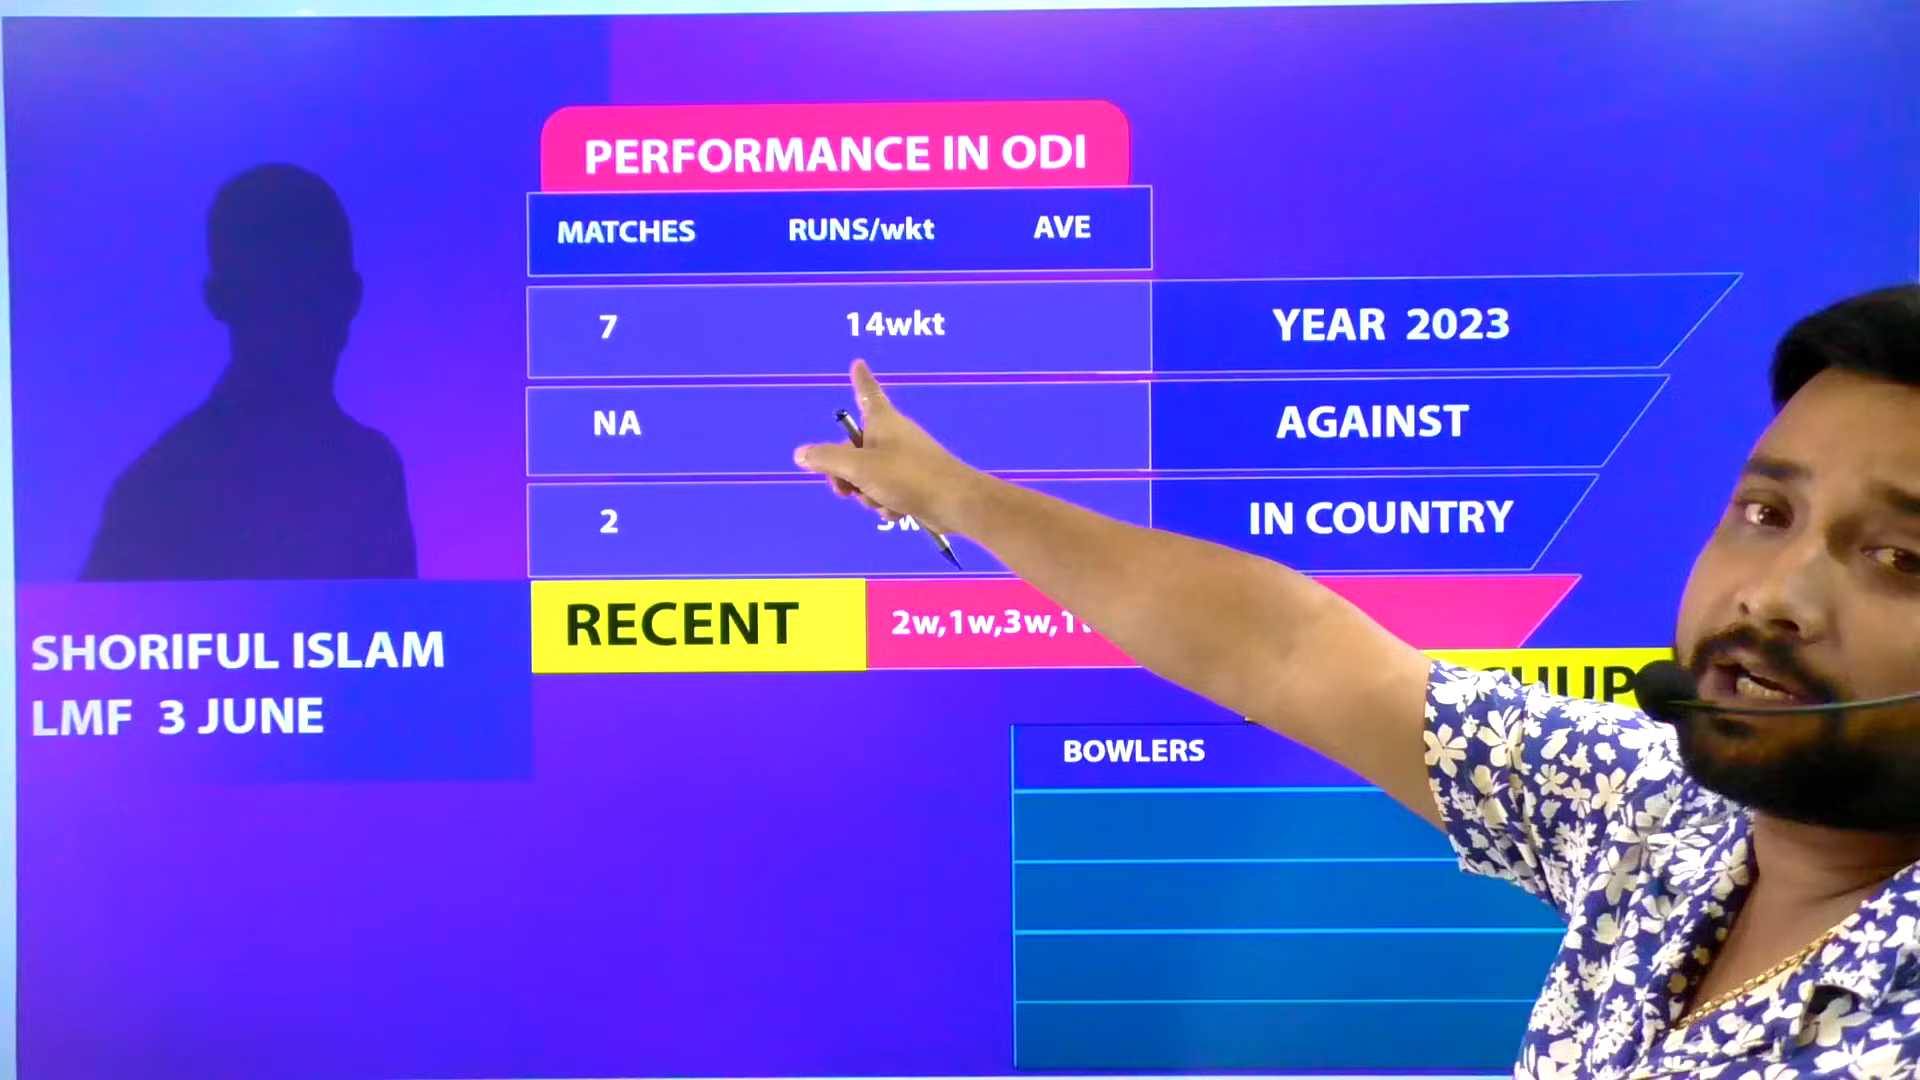 PERFORMANCE IN ODI
MATCHES RUNS/wkt AVE
7 14wkt YEAR 2023
NA AGAINST
2 IN COUNTRY
RECENT 2w,1w,3w,
SHORIFUL ISLAM
LMF 3 JUNE
BOWLERS